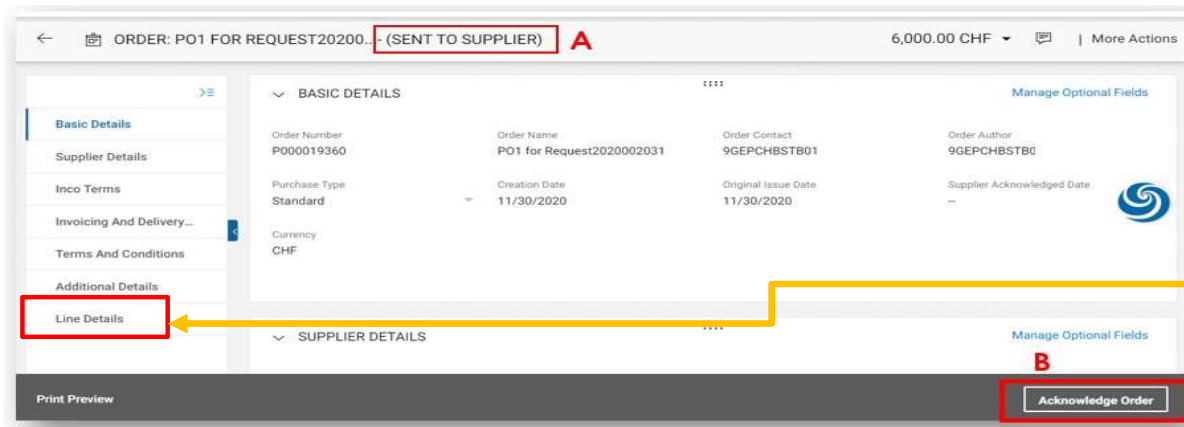 ORDER: PO1 FOR REQUEST20200... - (SENT TO SUPPLIER) A 6,000.00 CHF | More Actions
Basic Details
Supplier Details
Inco Terms
Invoicing And Delivery...
Terms And Conditions
Additional Details
Line Details
BASIC DETAILS Manage Optional Fields
Order Number Order Name Order Contact Order Author
P000019360 PO1 for Request2020002031 9GEPCHBSTB01 9GEPCHBSTB0
Purchase Type Creation Date Original Issue Date Supplier Acknowledged Date
Standard 11/30/2020 11/30/2020 --
Currency
CHF
SUPPLIER DETAILS Manage Optional Fields
B
Print Preview Acknowledge Order